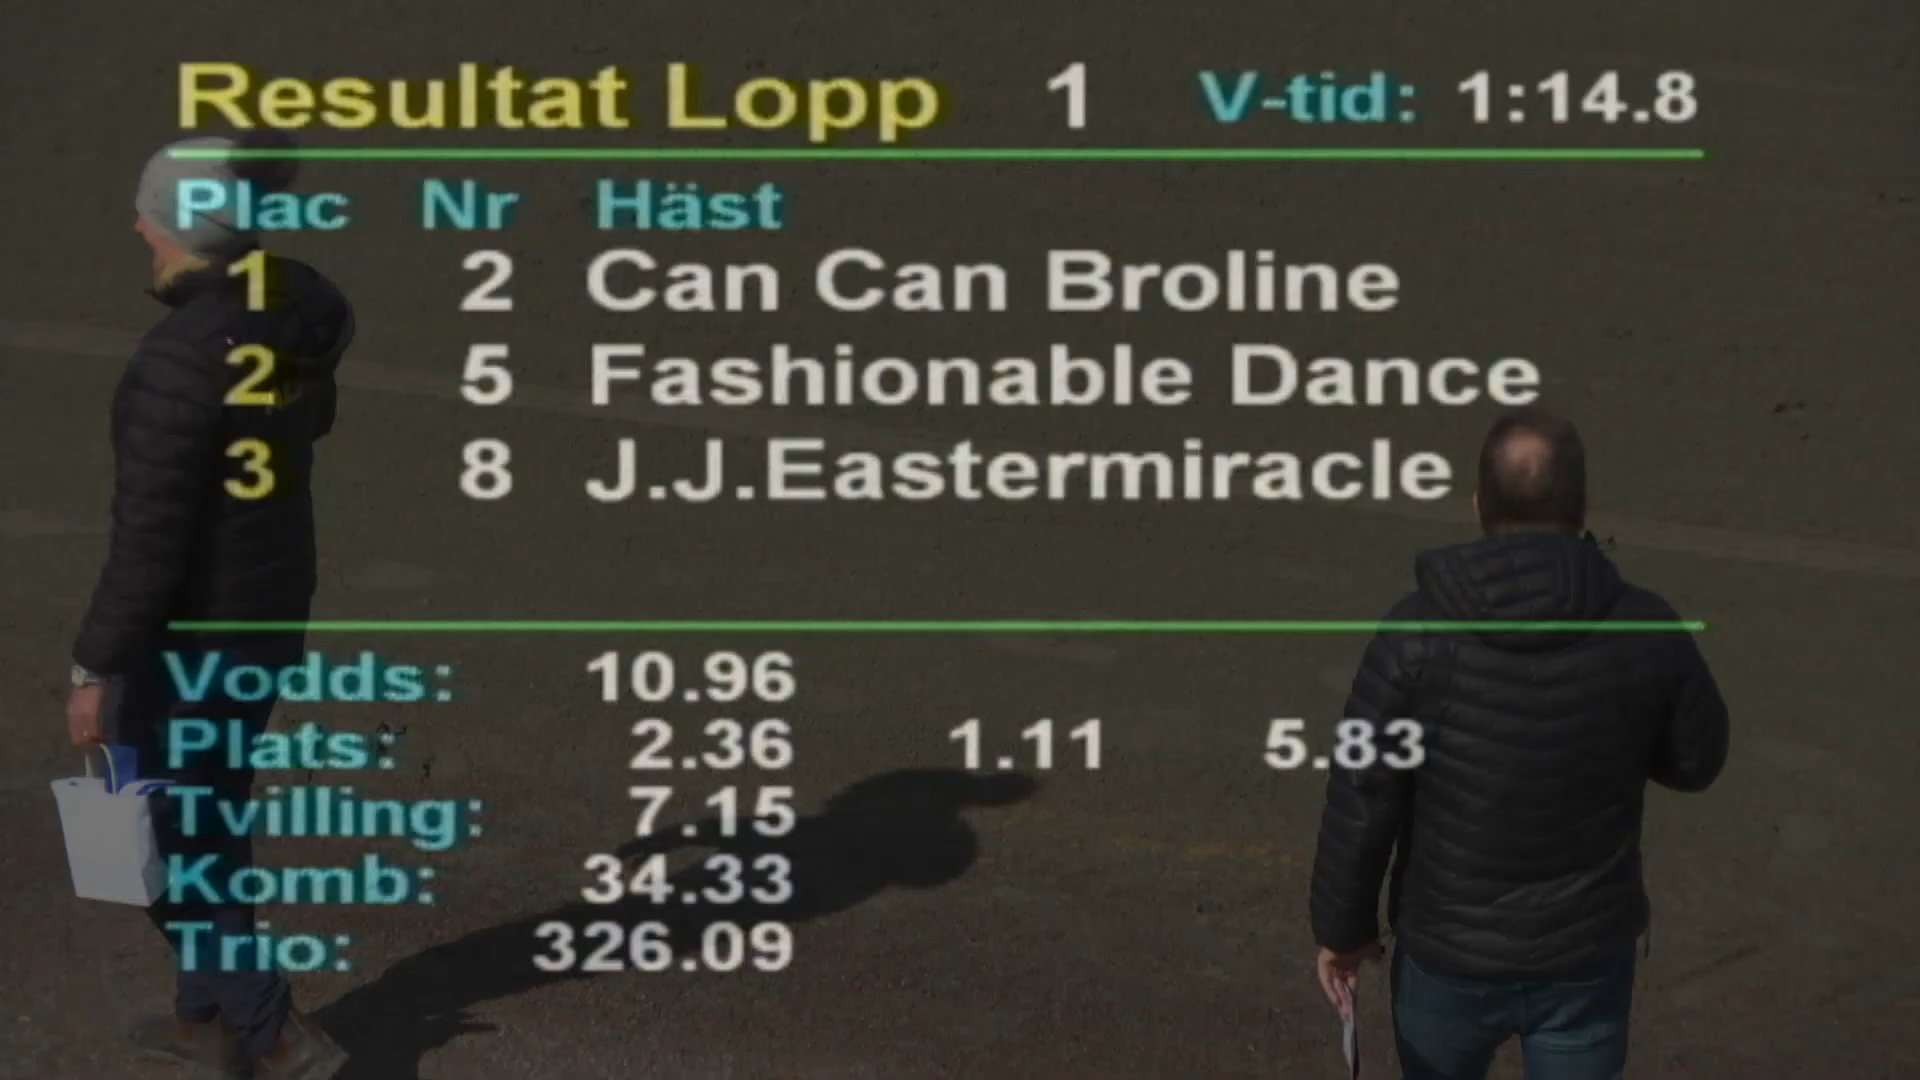 Resultat Lopp 1 V-tid: 1:14.8
Plac Nr Häst
1 2 Can Can Broline
2 5 Fashionable Dance
3 8 J.J.Eastermiracle
Vodds: 10.96
Plats: 2.36 1.11 5.83
Tvilling: 7.15
Komb: 34.33
Trio: 326.09